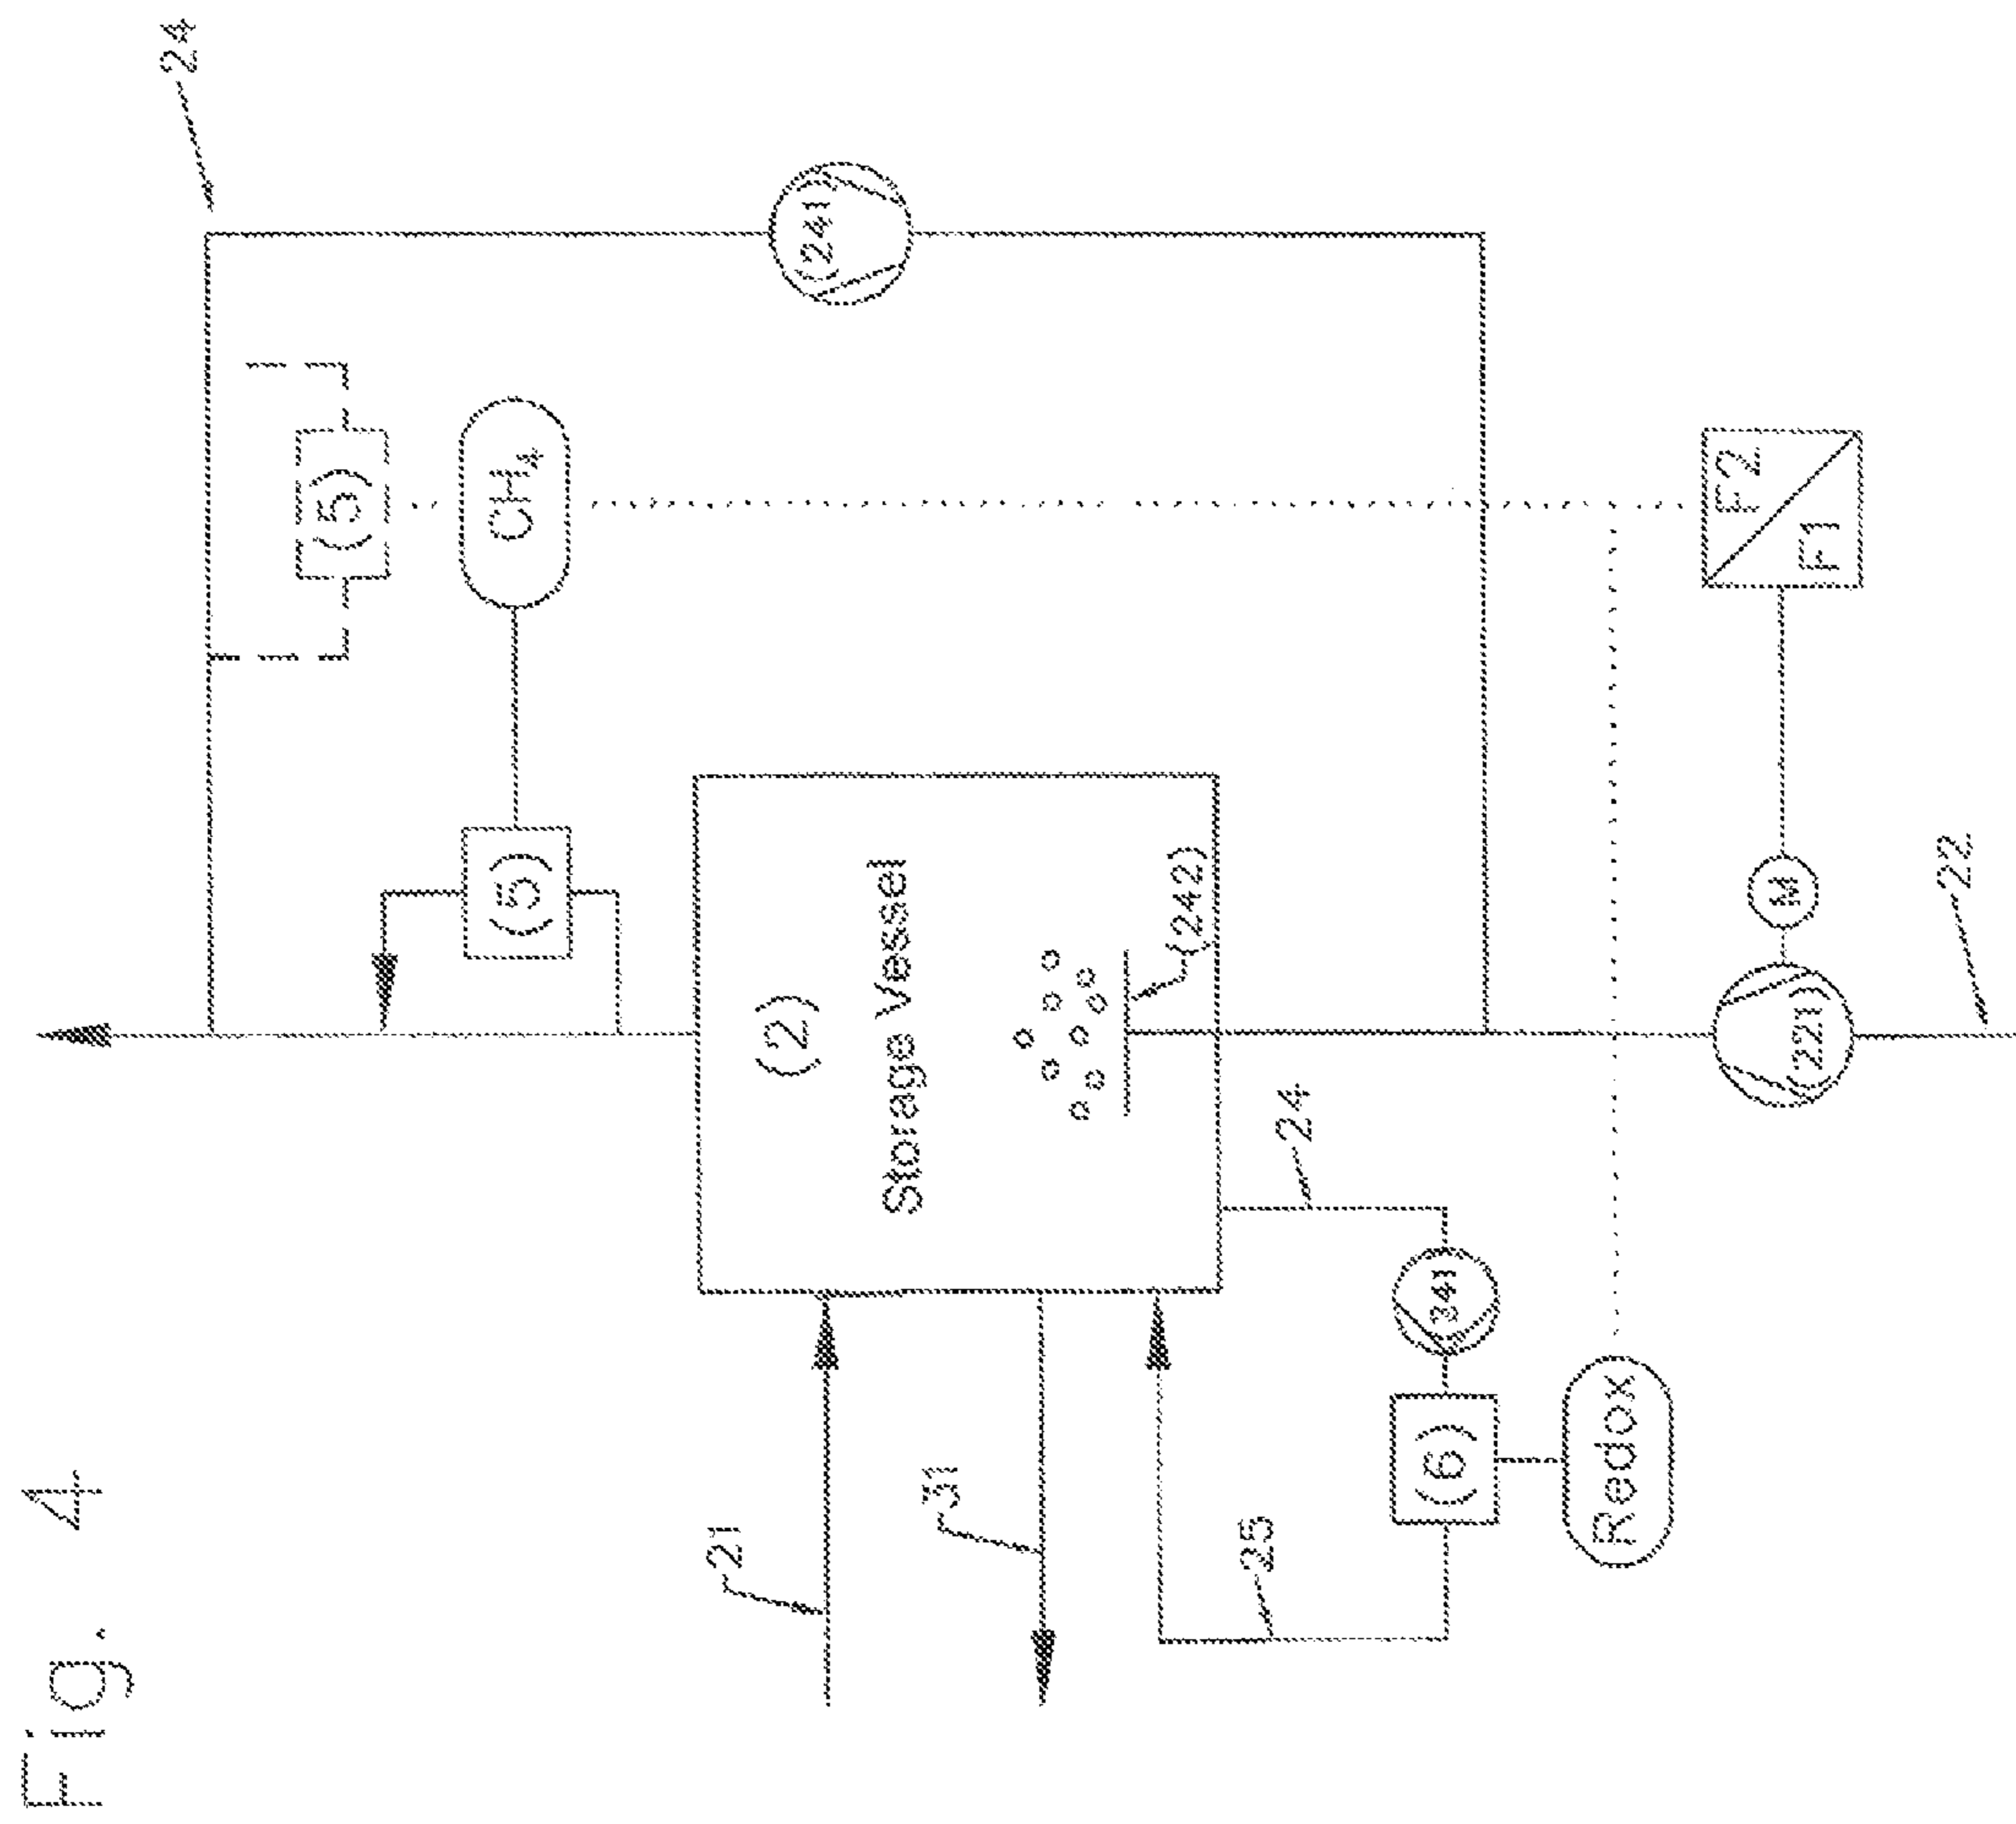 Fig. 4
24
(241)
(5)
CH₄
(5)
(2)
Storage Vessel
(242)
21
31
24
341
(6)
25
Redox
F2
F1
M
(221)
22